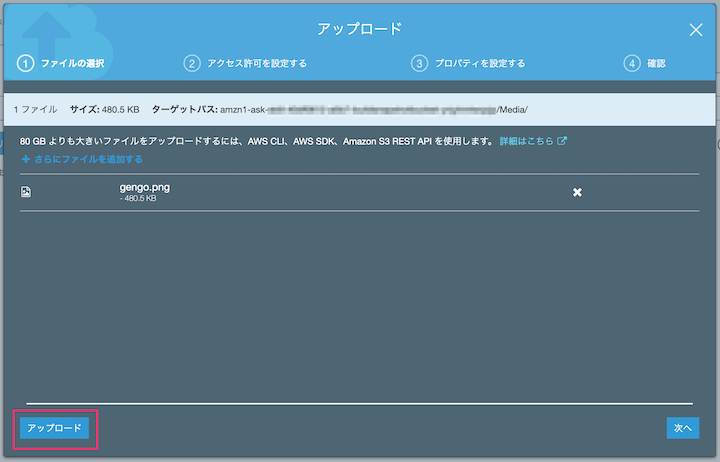 アップロード
1 ファイルの選択
2 アクセス許可を設定する
3 プロパティを設定する
4 確認
1 ファイル サイズ: 480.5 KB ターゲットパス: amzn1-ask- /Media/
80 GB よりも大きいファイルをアップロードするには、AWS CLI、AWS SDK、Amazon S3 REST API を使用します。 詳細はこちら
+ さらにファイルを追加する
gengo.png
- 480.5 KB
アップロード
次へ